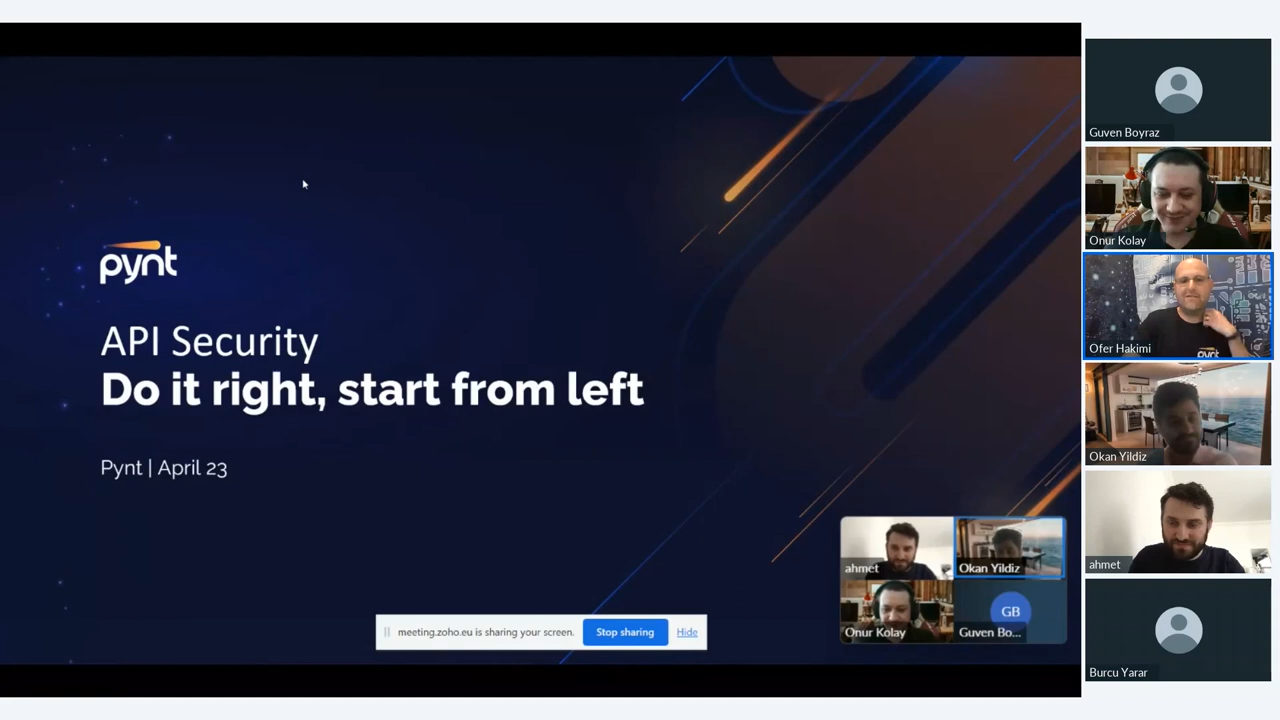 pynt
API Security
Do it right, start from left
Pynt | April 23
meeting.zoho.eu is sharing your screen.
Stop sharing
Hide
ahmet
Okan Yildiz
Onur Kolay
GB
Guven Bo...
Guven Boyraz
Onur Kolay
pynt
Ofer Hakimi
Okan Yildiz
ahmet
Burcu Yarar